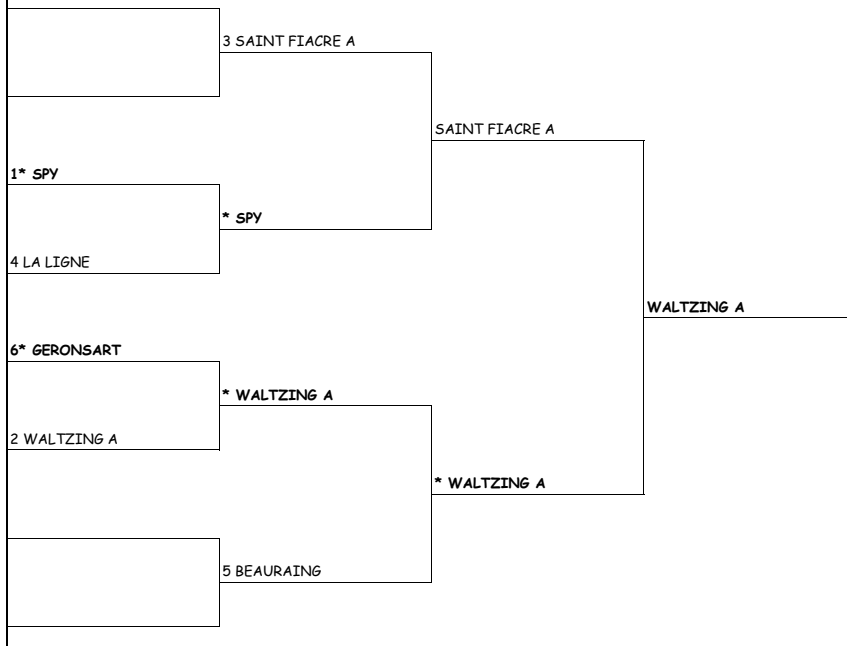 3 SAINT FIACRE A
SAINT FIACRE A
1* SPY
* SPY
4 LA LIGNE
WALTZING A
6* GERONSART
* WALTZING A
2 WALTZING A
* WALTZING A
5 BEAURAING